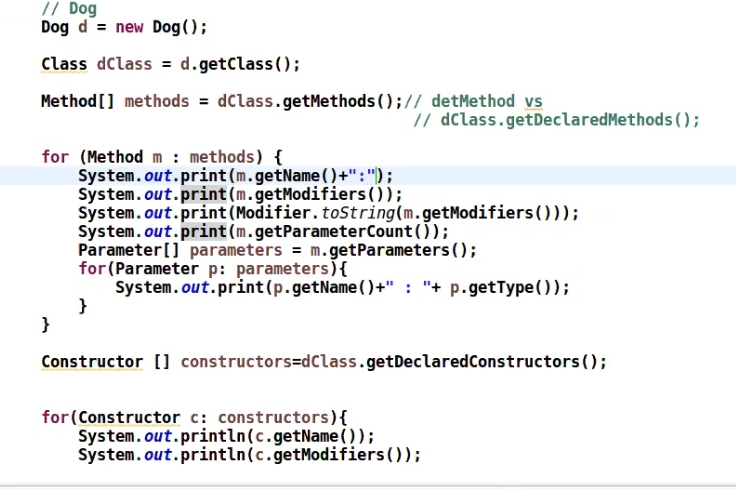 // Dog
Dog d = new Dog();
Class dClass = d.getClass();
Method[] methods = dClass.getMethods();// detMethod vs
// dClass.getDeclaredMethods();
for (Method m : methods) {
System.out.print(m.getName()+":");
System.out.print(m.getModifiers());
System.out.print(Modifier.toString(m.getModifiers()));
System.out.print(m.getParameterCount());
Parameter[] parameters = m.getParameters();
for(Parameter p: parameters){
System.out.print(p.getName()+" : "+ p.getType());
}
}
Constructor [] constructors=dClass.getDeclaredConstructors();
for(Constructor c: constructors){
System.out.println(c.getName());
System.out.println(c.getModifiers());